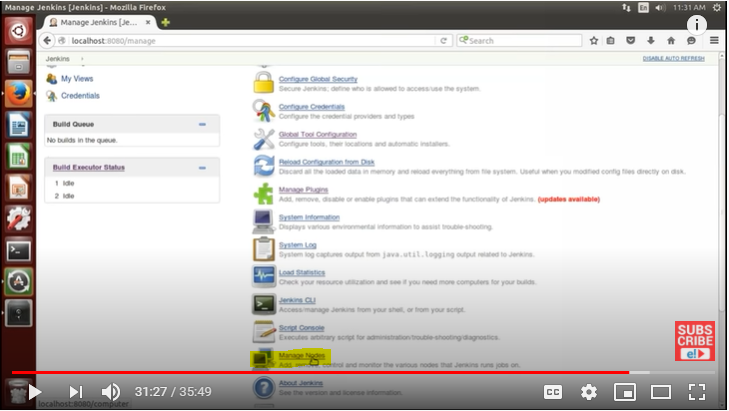 Manage Jenkins [Jenkins] - Mozilla Firefox
En
11:31 AM
Manage Jenkins [Je...
localhost:8080/manage
Search
Jenkins
DISABLE AUTO REFRESH
My Views
Credentials
Build Queue
No builds in the queue.
Build Executor Status
1 Idle
2 Idle
Configure Global Security
Secure Jenkins; define who is allowed to access/use the system.
Configure Credentials
Configure the credential providers and types
Global Tool Configuration
Configure tools, their locations and automatic installers.
Reload Configuration from Disk
Discard all the loaded data in memory and reload everything from file system. Useful when you modified config files directly on disk.
Manage Plugins
Add, remove, disable or enable plugins that can extend the functionality of Jenkins. (updates available)
System Information
Displays various environmental information to assist trouble-shooting.
System Log
System log captures output from java.util.logging output related to Jenkins.
Load Statistics
Check your resource utilization and see if you need more computers for your builds.
Jenkins CLI
Access/manage Jenkins from your shell, or from your script.
Script Console
Executes arbitrary script for administration/trouble-shooting/diagnostics.
Manage Nodes
Add, remove, control and monitor the various nodes that Jenkins runs jobs on.
About Jenkins
See the version and license information.
SUBS
CRIBE
e!
31:27 / 35:49
CC
localhost:8080/computer